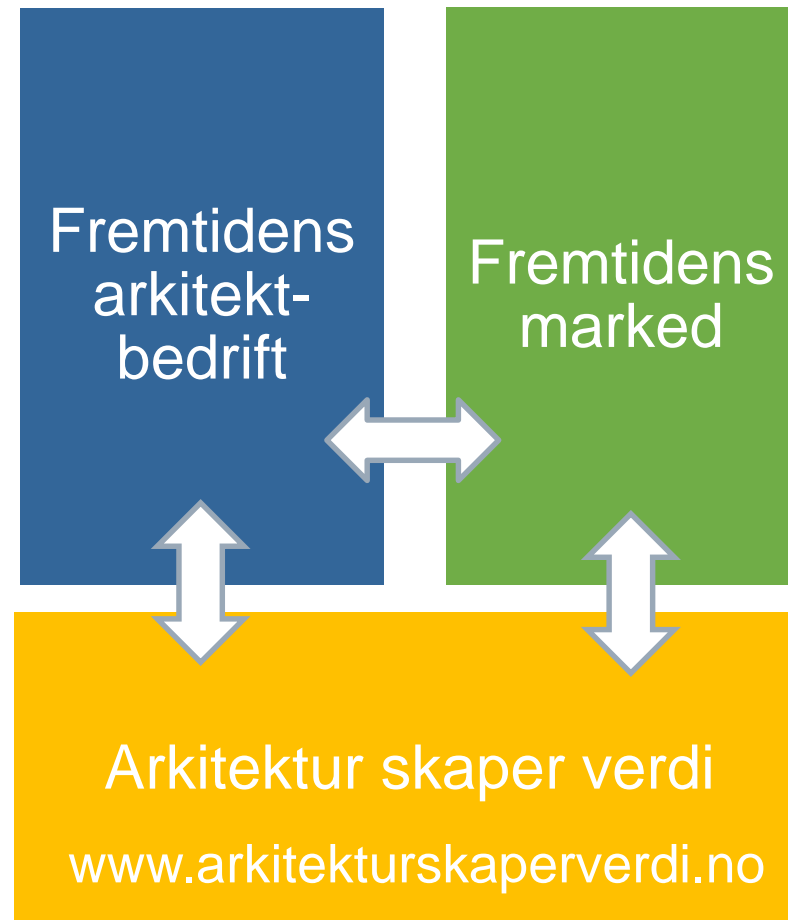 Fremtidens
arkitekt-
bedrift
Fremtidens
marked
Arkitektur skaper verdi
www.arkitekturskaperverdi.no